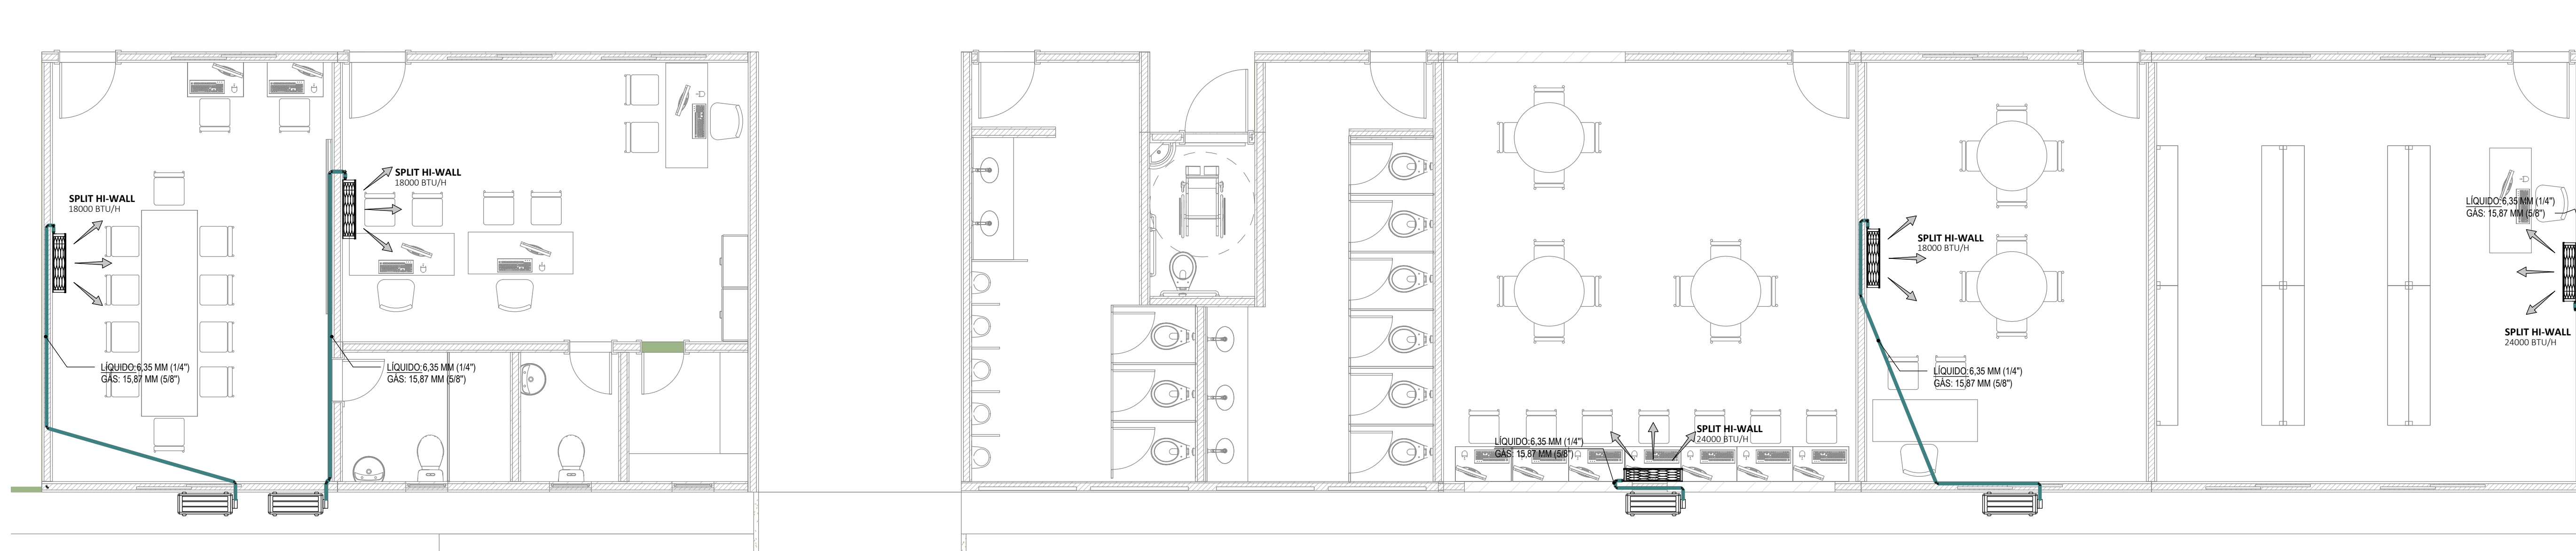 SPLIT HI-WALL
18000 BTU/H
LÍQUIDO:6,35 MM (1/4")
GÁS: 15,87 MM (5/8")
SPLIT HI-WALL
18000 BTU/H
LÍQUIDO:6,35 MM (1/4")
GÁS: 15,87 MM (5/8")
LÍQUIDO:6,35 MM (1/4")
GÁS: 15,87 MM (5/8")
SPLIT HI-WALL
24000 BTU/H
SPLIT HI-WALL
18000 BTU/H
LÍQUIDO:6,35 MM (1/4")
GÁS: 15,87 MM (5/8")
LÍQUIDO:6,35 MM (1/4")
GÁS: 15,87 MM (5/8")
SPLIT HI-WALL
24000 BTU/H